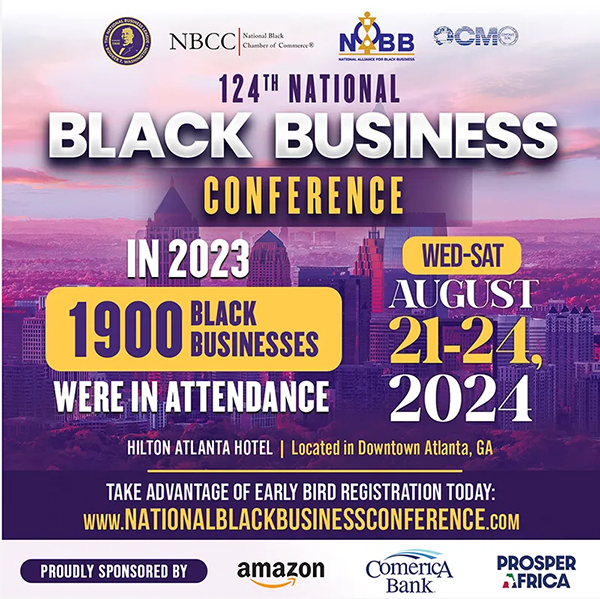 NBCC National Black
Chamber of Commerce®
NABB
NATIONAL ALLIANCE FOR BLACK BUSINESS
OCMO
124TH NATIONAL
BLACK BUSINESS
CONFERENCE
IN 2023
1900 BLACK
BUSINESSES
WERE IN ATTENDANCE
WED-SAT
AUGUST
21-24,
2024
HILTON ATLANTA HOTEL | Located in Downtown Atlanta, GA
TAKE ADVANTAGE OF EARLY BIRD REGISTRATION TODAY:
WWW.NATIONALBLACKBUSINESSCONFERENCE.COM
PROUDLY SPONSORED BY
amazon
COMERICA
BANK
PROSPER
AFRICA